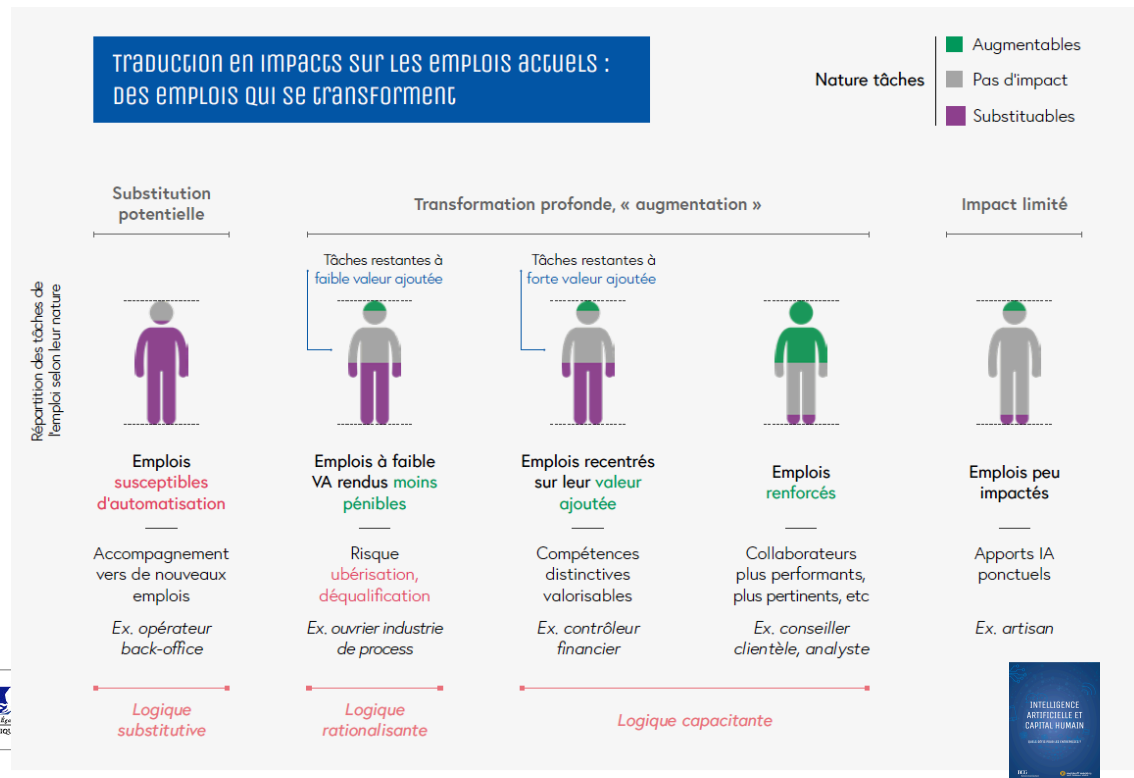 Traduction en impacts sur les emplois actuels :
des emplois qui se transforment
Nature tâches
Augmentables
Pas d'impact
Substituables
Substitution
potentielle
Transformation profonde, « augmentation »
Impact limité
Répartition des tâches de
l'emploi selon leur nature
Tâches restantes à
faible valeur ajoutée
Tâches restantes à
forte valeur ajoutée
Emplois
susceptibles
d'automatisation
Accompagnement
vers de nouveaux
emplois
Ex. opérateur
back-office
Emplois à faible
VA rendus moins
pénibles
Risque
ubérisation,
déqualification
Ex. ouvrier industrie
de process
Emplois recentrés
sur leur valeur
ajoutée
Compétences
distinctives
valorisables
Ex. contrôleur
financier
Emplois
renforcés
Collaborateurs
plus performants,
plus pertinents, etc
Ex. conseiller
clientèle, analyste
Emplois peu
impactés
Apports IA
ponctuels
Ex. artisan
Logique
substitutive
Logique
rationalisante
Logique capacitante
INTELLIGENCE
ARTIFICIELLE ET
CAPITAL HUMAIN
BCG